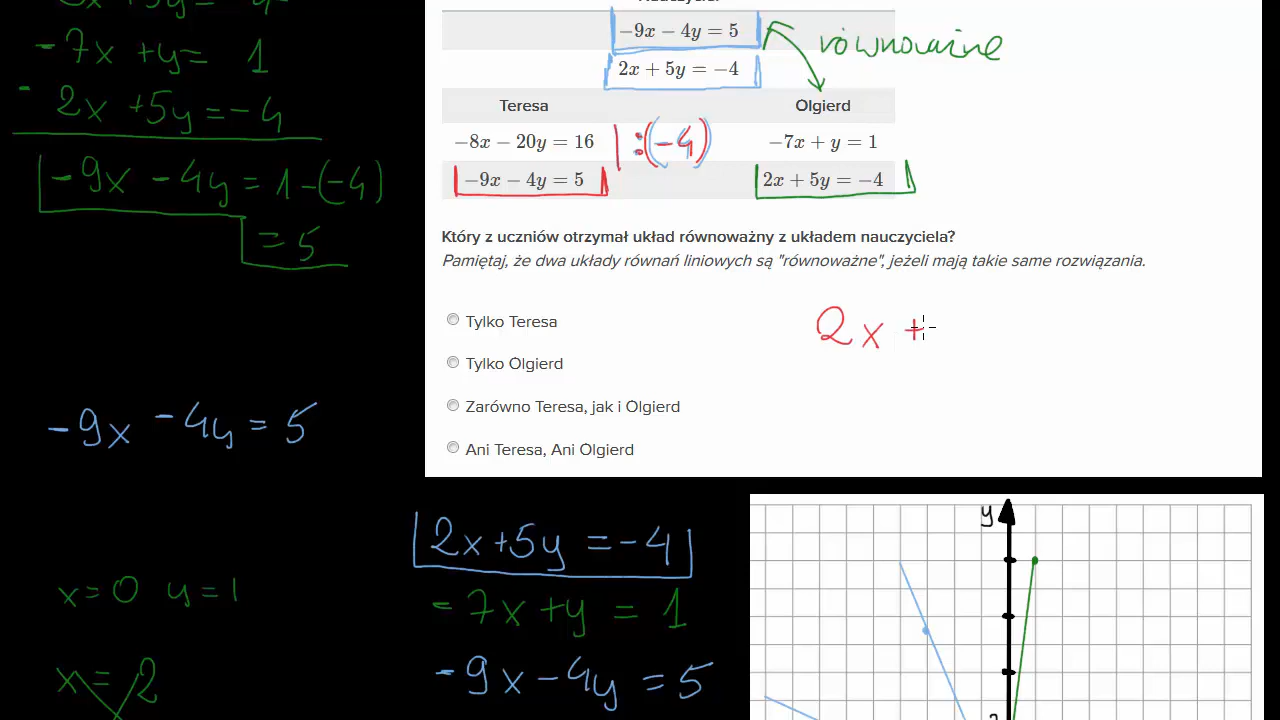 -7x + y = 1
2x + 5y = -4
-9x - 4y = 1 - (-4)
= 5
-9x - 4y = 5
x = 0 y = 1
x = 2
-9x - 4y = 5
2x + 5y = -4
równoważne
Teresa Olgierd
-8x - 20y = 16 | : (-4) -7x + y = 1
-9x - 4y = 5 2x + 5y = -4
Który z uczniów otrzymał układ równoważny z układem nauczyciela?
Pamiętaj, że dwa układy równań liniowych są "równoważne", jeżeli mają takie same rozwiązania.
Tylko Teresa
Tylko Olgierd
Zarówno Teresa, jak i Olgierd
Ani Teresa, Ani Olgierd
2x +
2x + 5y = -4
-7x + y = 1
-9x - 4y = 5
y